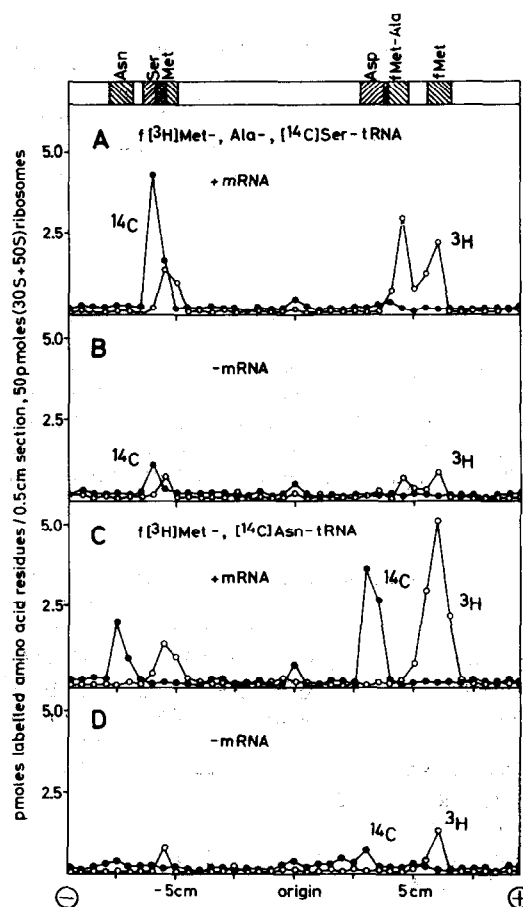 Asn
Ser
Met
Asp
fMet-Ala
fMet
pmoles labelled amino acid residues / 0.5cm section, 50pmoles (30S+50S) ribosomes
A
f[³H]Met-, Ala-, [¹⁴C]Ser-tRNA
5.0
+mRNA
¹⁴C
2.5
³H
B
5.0
-mRNA
2.5
¹⁴C
³H
C
f[³H]Met-, [¹⁴C]Asn-tRNA
5.0
+mRNA
¹⁴C
³H
2.5
D
5.0
-mRNA
2.5
¹⁴C
³H
⊖ -5cm origin 5cm ⊕